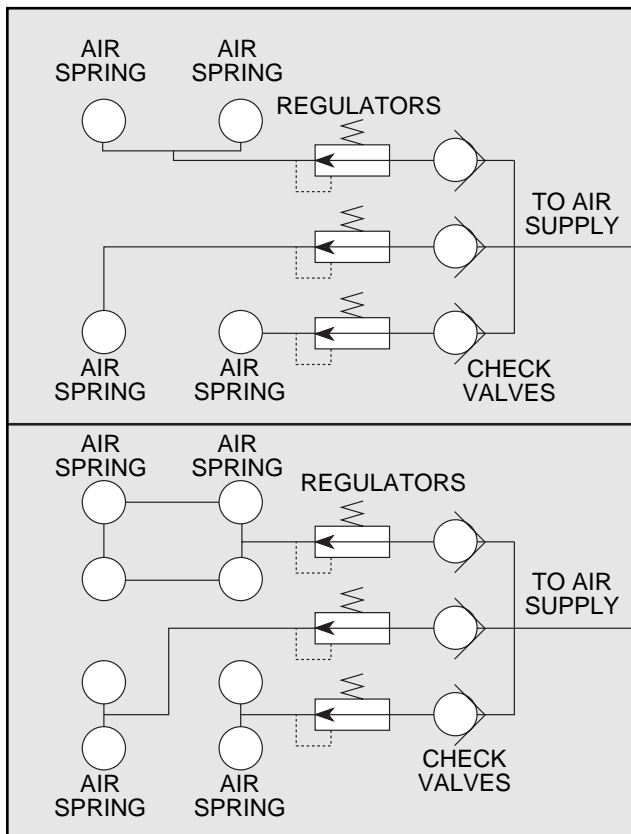 AIR
SPRING
AIR
SPRING
REGULATORS
TO AIR
SUPPLY
AIR
SPRING
AIR
SPRING
CHECK
VALVES
AIR
SPRING
AIR
SPRING
REGULATORS
TO AIR
SUPPLY
AIR
SPRING
AIR
SPRING
CHECK
VALVES